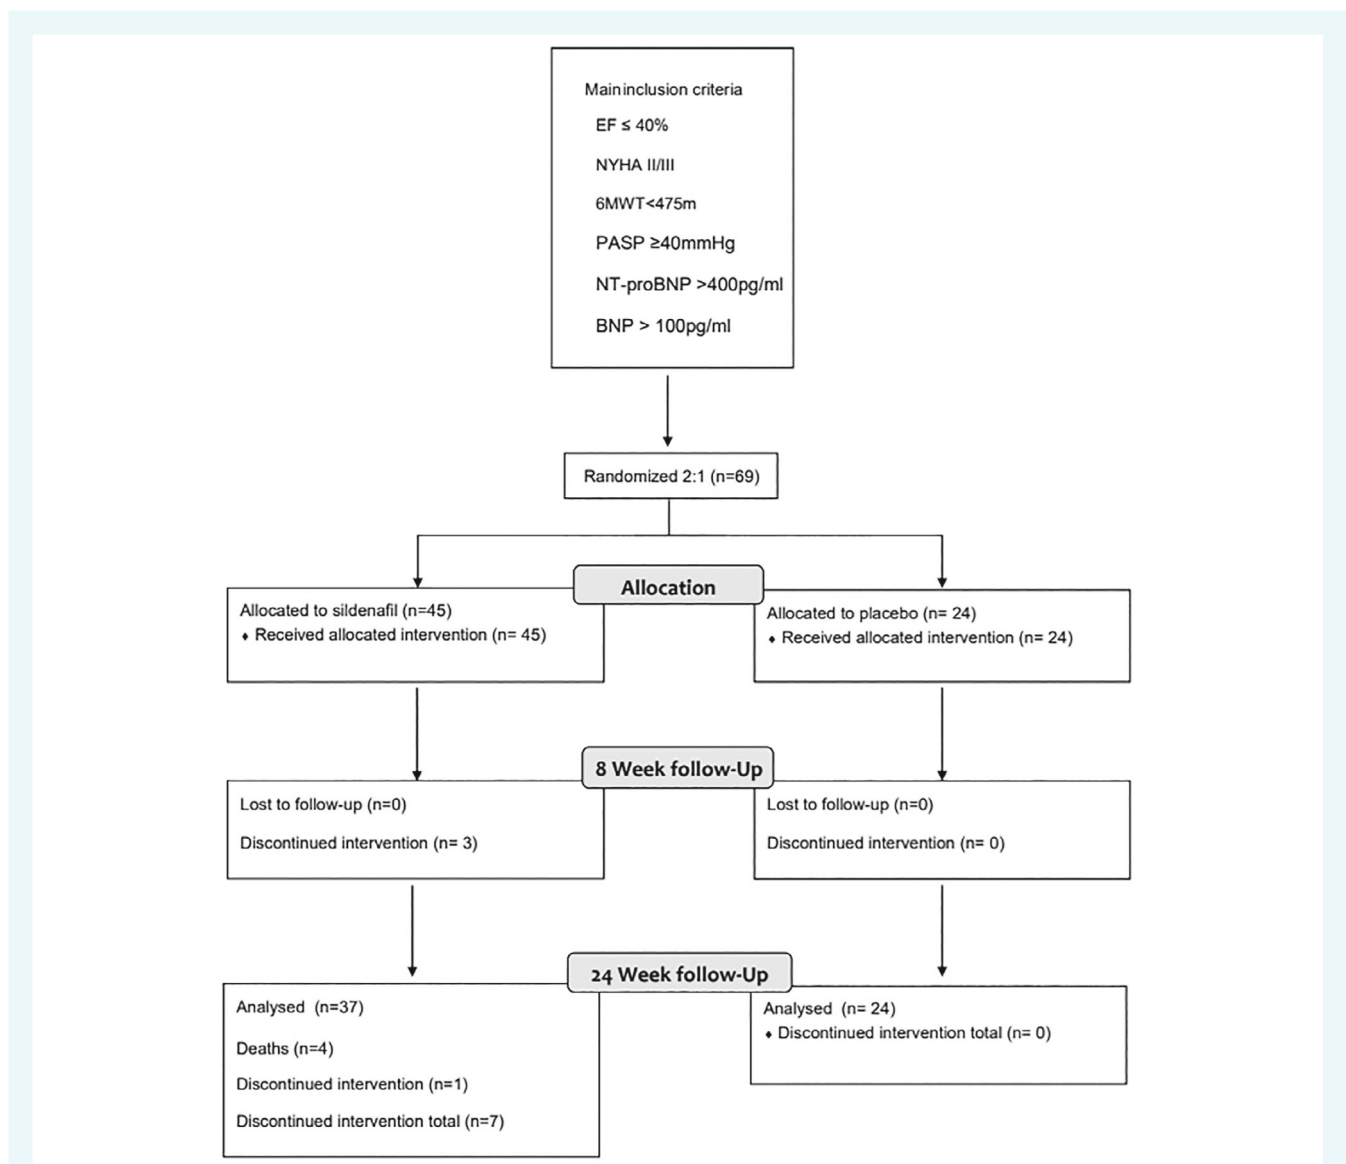 Main inclusion criteria
EF ≤ 40%
NYHA II/III
6MWT<475m
PASP ≥40mmHg
NT-proBNP >400pg/ml
BNP > 100pg/ml
Randomized 2:1 (n=69)
Allocation
Allocated to sildenafil (n=45)
♦ Received allocated intervention (n= 45)
Allocated to placebo (n= 24)
♦ Received allocated intervention (n= 24)
8 Week follow-Up
Lost to follow-up (n=0)
Discontinued intervention (n= 3)
Lost to follow-up (n=0)
Discontinued intervention (n= 0)
24 Week follow-Up
Analysed (n=37)
Deaths (n=4)
Discontinued intervention (n=1)
Discontinued intervention total (n=7)
Analysed (n= 24)
♦ Discontinued intervention total (n= 0)